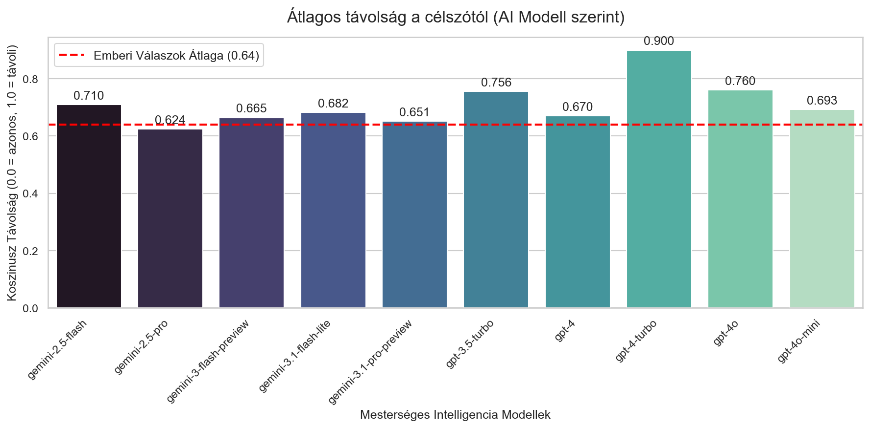 Átlagos távolság a célszótól (AI Modell szerint)
Emberi Válaszok Átlaga (0.64)
Koszinusz Távolság (0.0 = azonos, 1.0 = távoli)
0.8
0.6
0.4
0.2
0.0
0.710
0.624
0.665
0.682
0.651
0.756
0.670
0.900
0.760
0.693
gemini-2.5-flash
gemini-2.5-pro
gemini-3-flash-preview
gemini-3.1-flash-lite
gemini-3.1-pro-preview
gpt-3.5-turbo
gpt-4
gpt-4-turbo
gpt-4o
gpt-4o-mini
Mesterséges Intelligencia Modellek